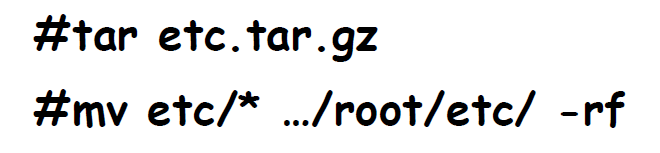 #tar etc.tar.gz
#mv etc/* …/root/etc/ -rf